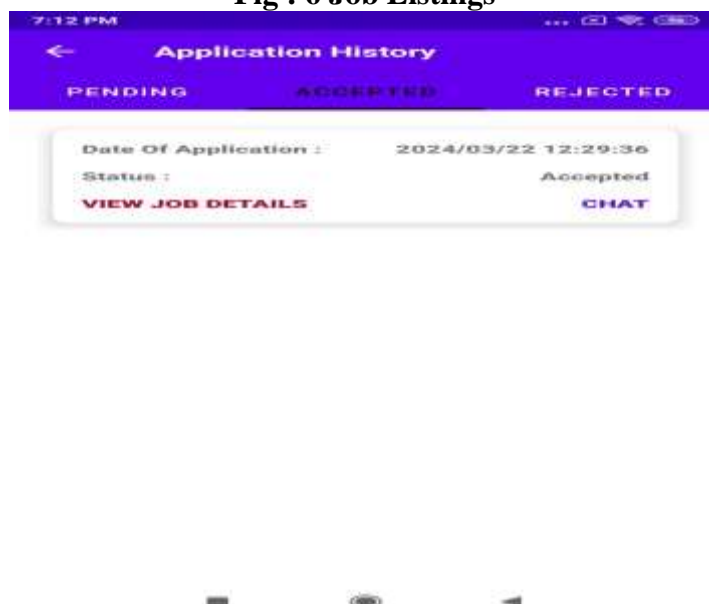 Fig : 6 Job Listings
7:12 PM
Application History
PENDING ACCEPTED REJECTED
Date Of Application : 2024/03/22 12:29:36
Status : Accepted
VIEW JOB DETAILS CHAT